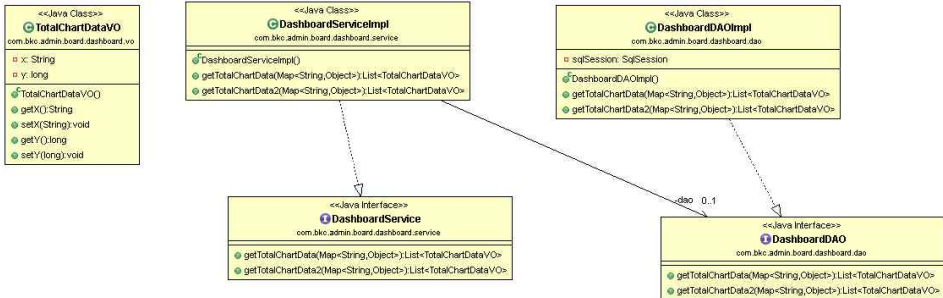 <<Java Class>>
TotalChartDataVO
com.bkc.admin.board.dashboard.vo
x: String
y: long
TotalChartDataVO()
getX():String
setX(String):void
getY():long
setY(long):void
<<Java Class>>
DashboardServiceImpl
com.bkc.admin.board.dashboard.service
DashboardServiceImpl()
getTotalChartData(Map<String,Object>):List<TotalChartDataVO>
getTotalChartData2(Map<String,Object>):List<TotalChartDataVO>
<<Java Class>>
DashboardDAOImpl
com.bkc.admin.board.dashboard.dao
sqlSession: SqlSession
DashboardDAOImpl()
getTotalChartData(Map<String,Object>):List<TotalChartDataVO>
getTotalChartData2(Map<String,Object>):List<TotalChartDataVO>
-dao 0..1
<<Java Interface>>
DashboardService
com.bkc.admin.board.dashboard.service
getTotalChartData(Map<String,Object>):List<TotalChartDataVO>
getTotalChartData2(Map<String,Object>):List<TotalChartDataVO>
<<Java Interface>>
DashboardDAO
com.bkc.admin.board.dashboard.dao
getTotalChartData(Map<String,Object>):List<TotalChartDataVO>
getTotalChartData2(Map<String,Object>):List<TotalChartDataVO>